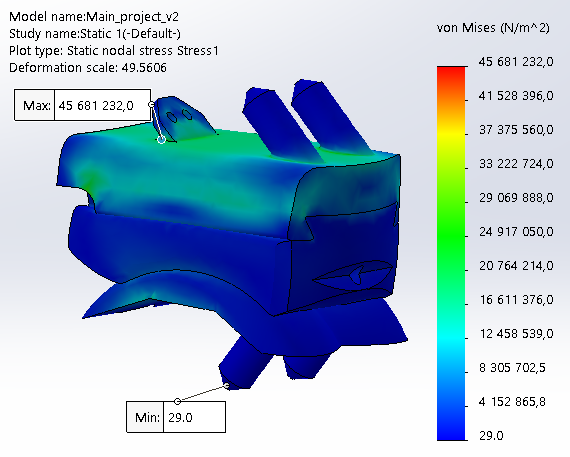 Model name:Main_project_v2
Study name:Static 1(-Default-)
Plot type: Static nodal stress Stress1
Deformation scale: 49.5606
von Mises (N/m^2)
45 681 232,0
41 528 396,0
37 375 560,0
33 222 724,0
29 069 888,0
24 917 050,0
20 764 214,0
16 611 376,0
12 458 539,0
8 305 702,5
4 152 865,8
29.0
Max: 45 681 232,0
Min: 29.0